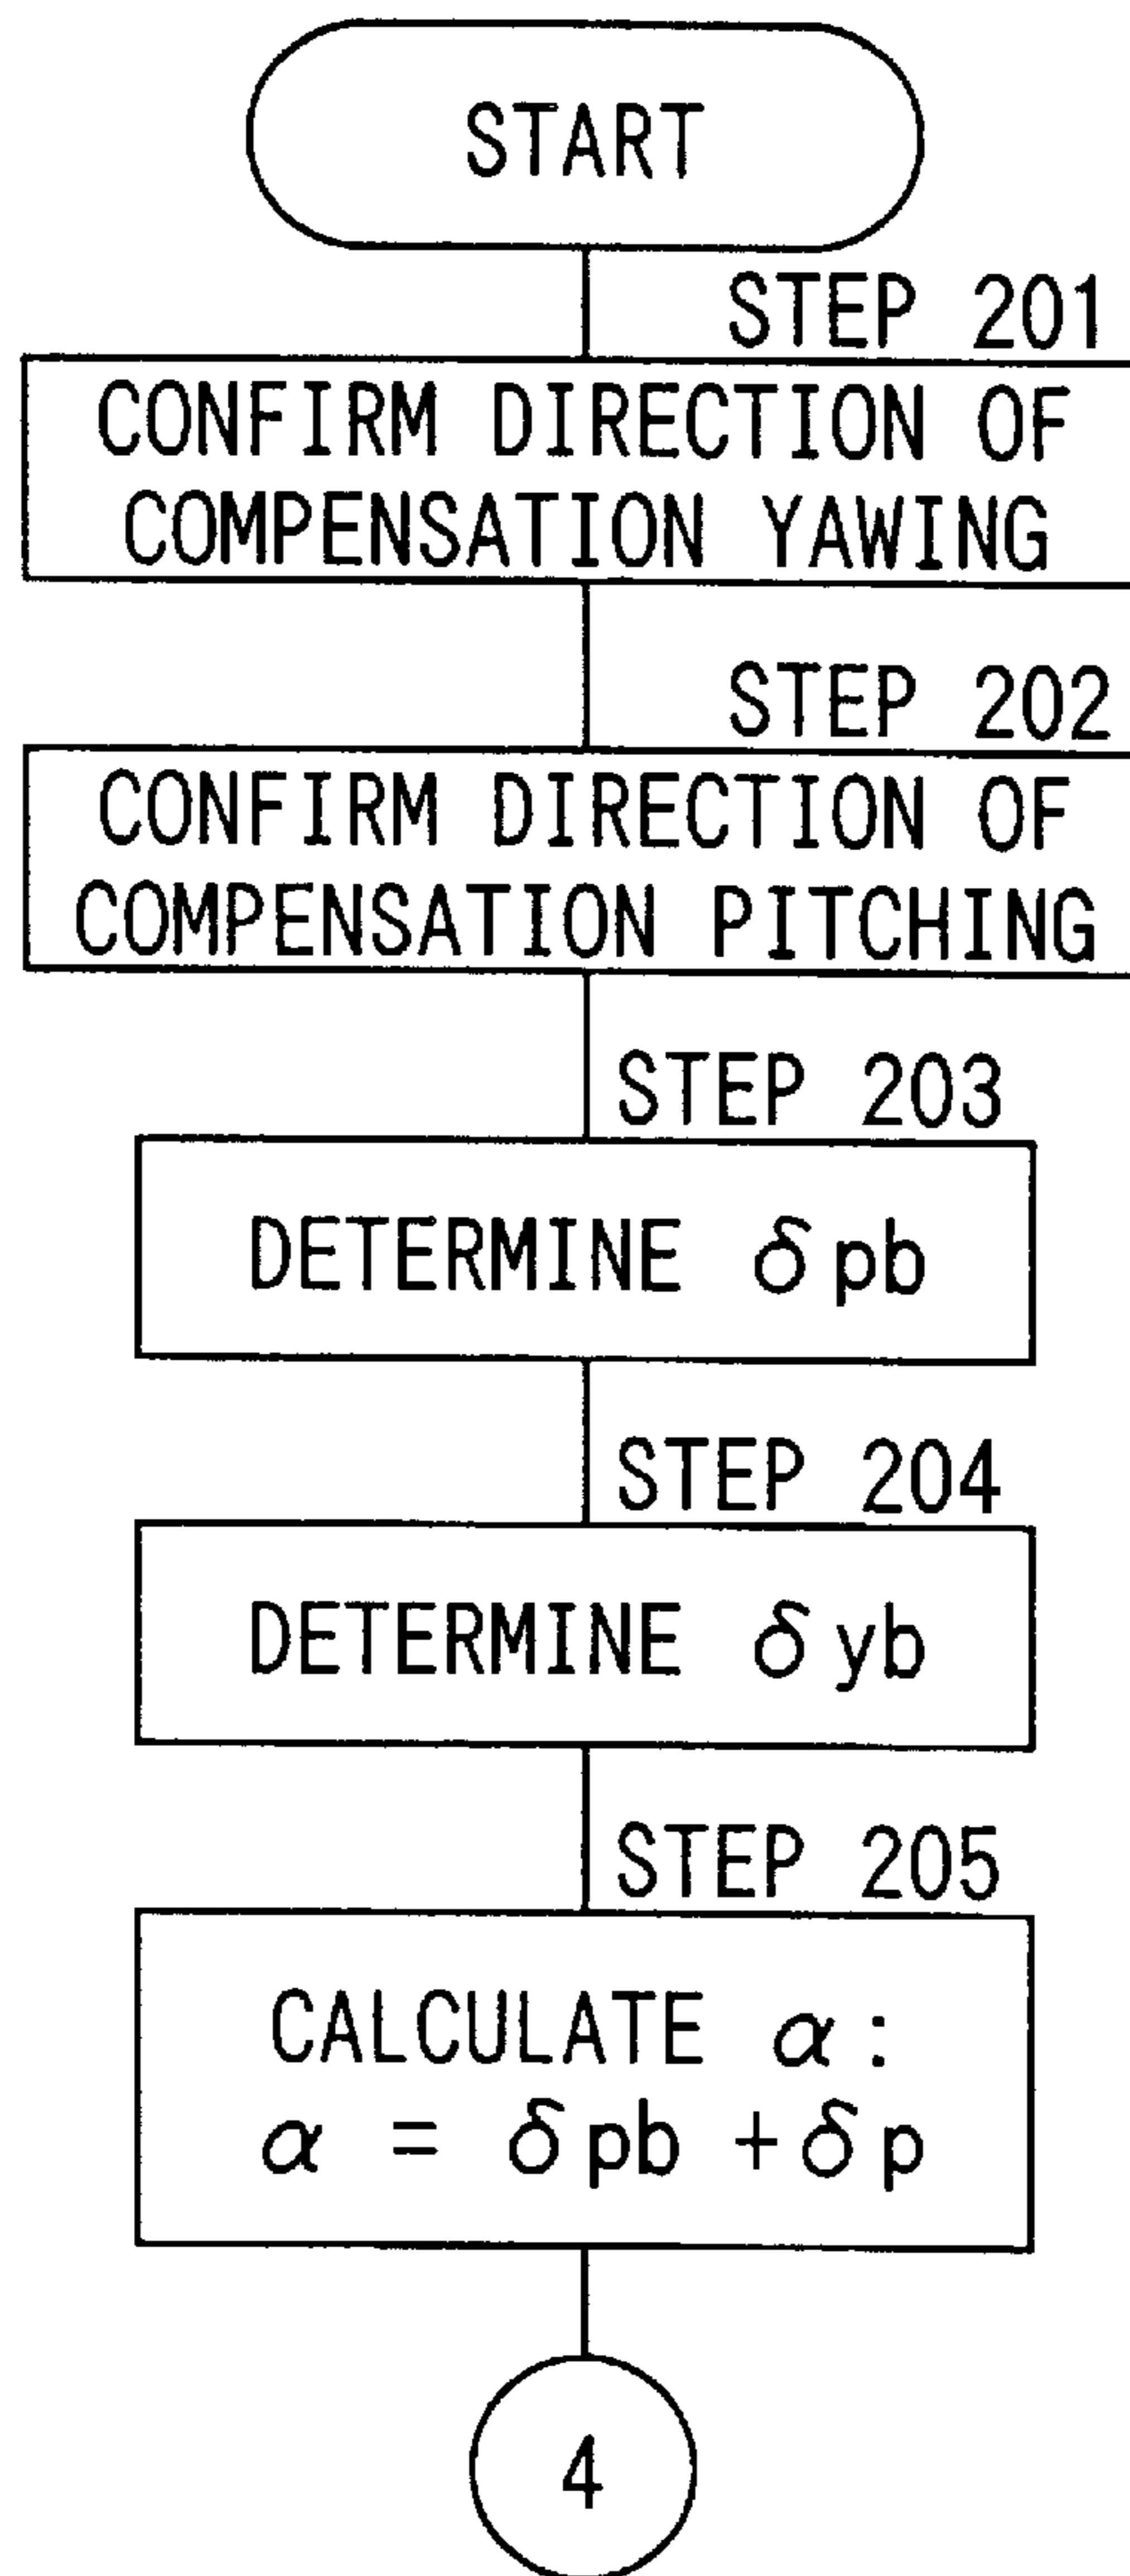 START
STEP 201
CONFIRM DIRECTION OF
COMPENSATION YAWING
STEP 202
CONFIRM DIRECTION OF
COMPENSATION PITCHING
STEP 203
DETERMINE δpb
STEP 204
DETERMINE δyb
STEP 205
CALCULATE α:
α = δpb + δp
4